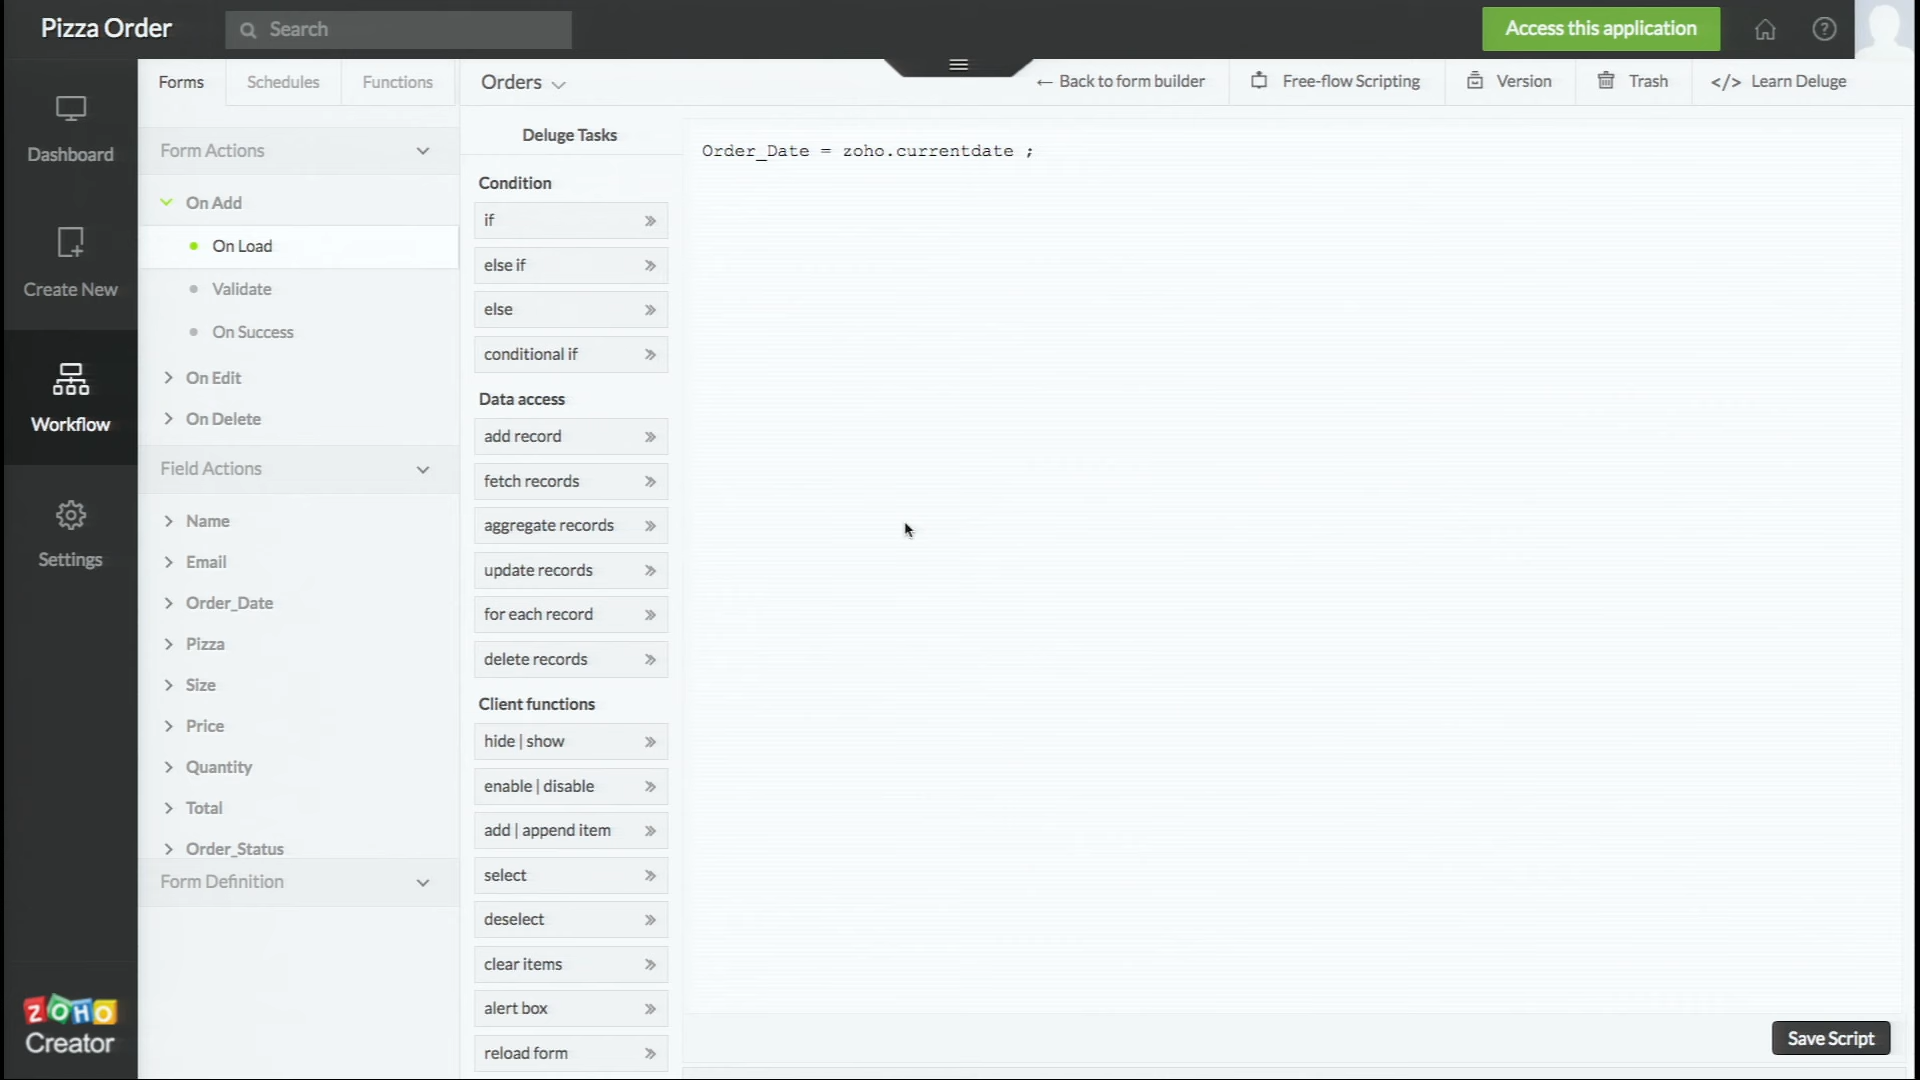 Pizza Order
Search
Access this application
Forms
Schedules
Functions
Orders
← Back to form builder
Free-flow Scripting
Version
Trash
</> Learn Deluge
Dashboard
Create New
Workflow
Settings
ZOHO
Creator
Form Actions
On Add
On Load
Validate
On Success
On Edit
On Delete
Field Actions
Name
Email
Order_Date
Pizza
Size
Price
Quantity
Total
Order_Status
Form Definition
Deluge Tasks
Condition
if
else if
else
conditional if
Data access
add record
fetch records
aggregate records
update records
for each record
delete records
Client functions
hide | show
enable | disable
add | append item
select
deselect
clear items
alert box
reload form
Order_Date = zoho.currentdate ;
Save Script